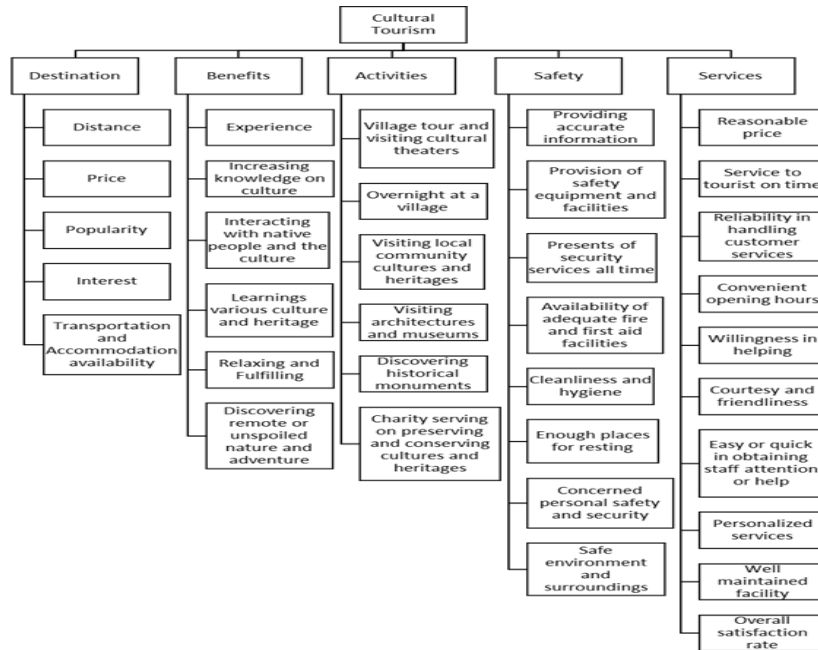 Cultural
Tourism
Destination
Benefits
Activities
Safety
Services
Distance
Price
Popularity
Interest
Transportation
and
Accommodation
availability
Experience
Increasing
knowledge on
culture
Interacting
with native
people and the
culture
Learnings
various culture
and heritage
Relaxing and
Fulfilling
Discovering
remote or
unspoiled
nature and
adventure
Village tour and
visiting cultural
theaters
Overnight at a
village
Visiting local
community
cultures and
heritages
Visiting
architectures
and museums
Discovering
historical
monuments
Charity serving
on preserving
and conserving
cultures and
heritages
Providing
accurate
information
Provision of
safety
equipment and
facilities
Presents of
security
services all time
Availability of
adequate fire
and first aid
facilities
Cleanliness and
hygiene
Enough places
for resting
Concerned
personal safety
and security
Safe
environment
and
surroundings
Reasonable
price
Service to
tourist on time
Reliability in
handling
customer
services
Convenient
opening hours
Willingness in
helping
Courtesy and
friendliness
Easy or quick
in obtaining
staff attention
or help
Personalized
services
Well
maintained
facility
Overall
satisfaction
rate